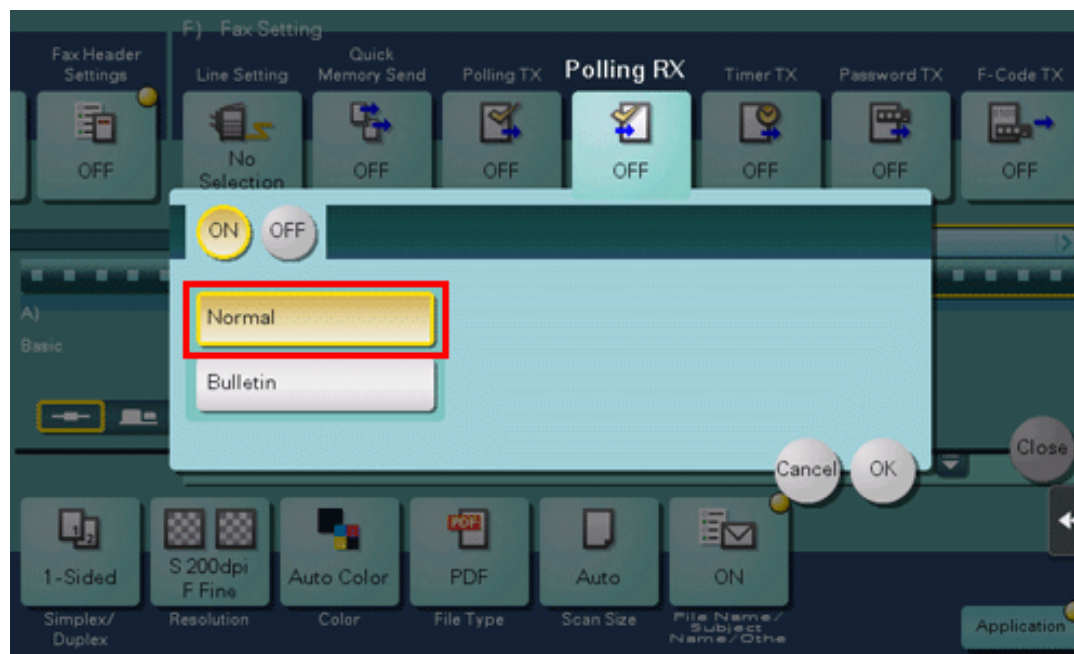 F) Fax Setting
Fax Header
Settings
Line Setting
Quick
Memory Send
Polling TX
Polling RX
Timer TX
Password TX
F-Code TX
OFF
No
Selection
OFF
OFF
OFF
OFF
OFF
OFF
ON
OFF
A)
Basic
Normal
Bulletin
Cancel
OK
Close
1-Sided
S 200dpi
F Fine
Auto Color
PDF
PDF
Auto
ON
Simplex/
Duplex
Resolution
Color
File Type
Scan Size
File Name/
Subject
Name/Othe
Application